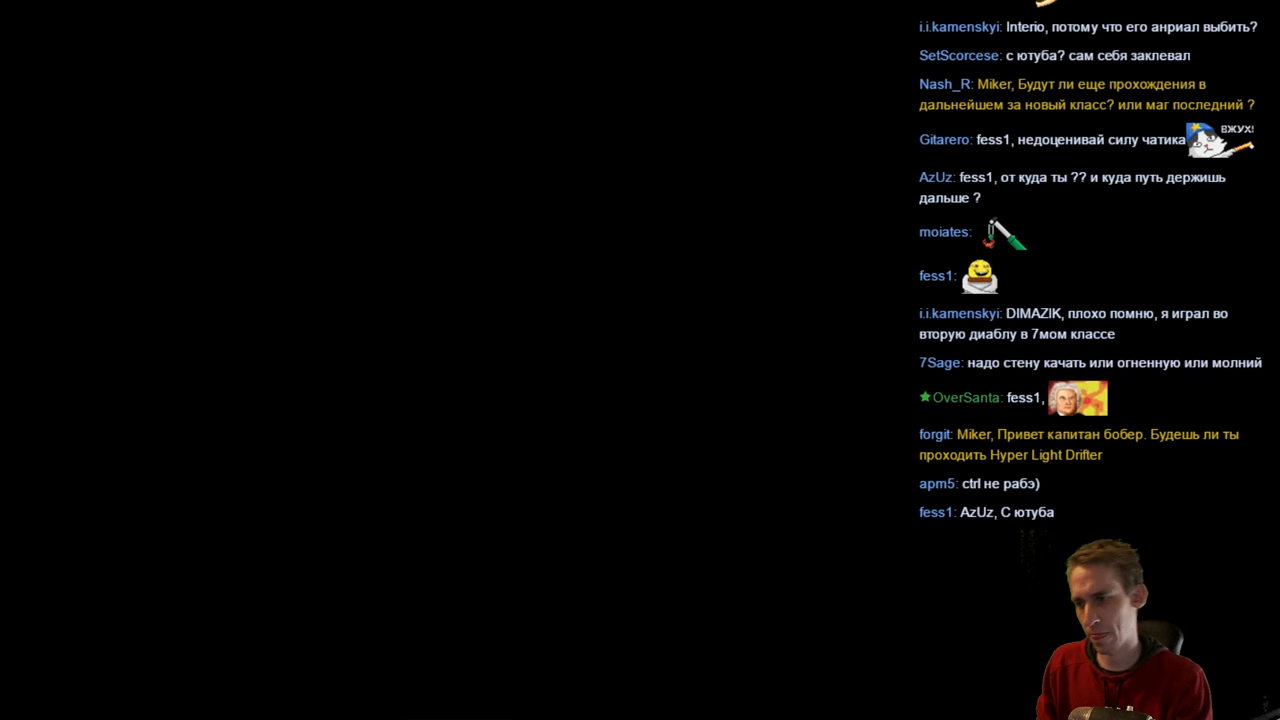 i.i.kamenskyi: Interio, потому что его анриал выбить?
SetScorcese: с ютуба? сам себя заклевал
Nash_R: Miker, Будут ли еще прохождения в
дальнейшем за новый класс? или маг последний ?
Gitarero: fess1, недоценивай силу чатика ВЖУХ!
AzUz: fess1, от куда ты ?? и куда путь держишь
дальше ?
moiates:
fess1:
i.i.kamenskyi: DIMAZIK, плохо помню, я играл во
вторую диаблу в 7мом классе
7Sage: надо стену качать или огненную или молний
OverSanta: fess1,
forgit: Miker, Привет капитан бобер. Будешь ли ты
проходить Hyper Light Drifter
apm5: ctrl не рабэ)
fess1: AzUz, С ютуба